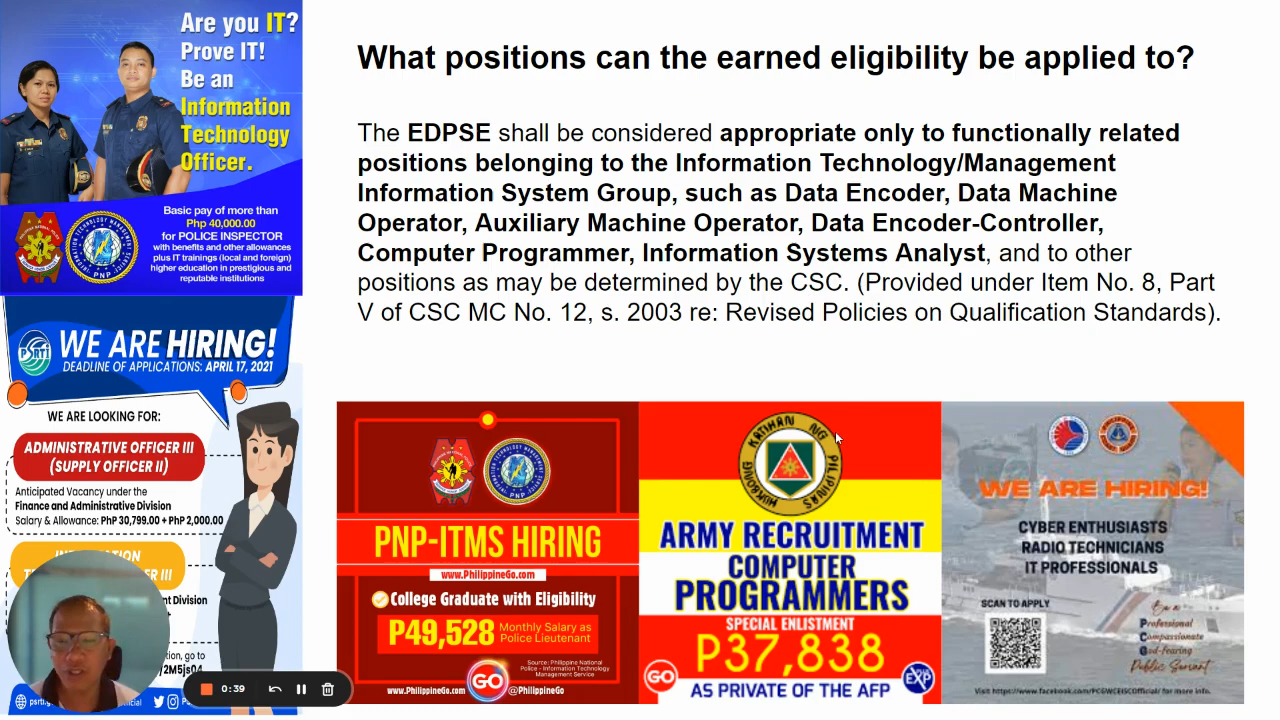 Are you IT?
Prove IT!
Be an
Information
Technology
Officer.
Basic pay of more than
Php 40,000.00
for POLICE INSPECTOR
with benefits and other allowances
plus IT trainings (local and foreign)
higher education in prestigious and
reputable institutions
PSRTI
WE ARE HIRING!
DEADLINE OF APPLICATIONS: APRIL 17, 2021
WE ARE LOOKING FOR:
ADMINISTRATIVE OFFICER III
(SUPPLY OFFICER II)
Anticipated Vacancy under the
Finance and Administrative Division
Salary & Allowance: PhP 30,799.00 + PhP 2,000.00
What positions can the earned eligibility be applied to?
The EDPSE shall be considered appropriate only to functionally related
positions belonging to the Information Technology/Management
Information System Group, such as Data Encoder, Data Machine
Operator, Auxiliary Machine Operator, Data Encoder-Controller,
Computer Programmer, Information Systems Analyst, and to other
positions as may be determined by the CSC. (Provided under Item No. 8, Part
V of CSC MC No. 12, s. 2003 re: Revised Policies on Qualification Standards).
PNP-ITMS HIRING
www.PhilippineGo.com
College Graduate with Eligibility
P49,528 Monthly Salary as
Police Lieutenant
Source: Philippine National
Police - Information Technology
Management Service
www.PhilippineGo.com GO @PhilippineGo
HUKBONG KATIHAN NG PILIPINAS
ARMY RECRUITMENT
COMPUTER
PROGRAMMERS
SPECIAL ENLISTMENT
P37,838
GO AS PRIVATE OF THE AFP EXP
WE ARE HIRING!
CYBER ENTHUSIASTS
RADIO TECHNICIANS
IT PROFESSIONALS
SCAN TO APPLY
Be a
Professional
Compassionate
God-fearing
Public Servant
0:39